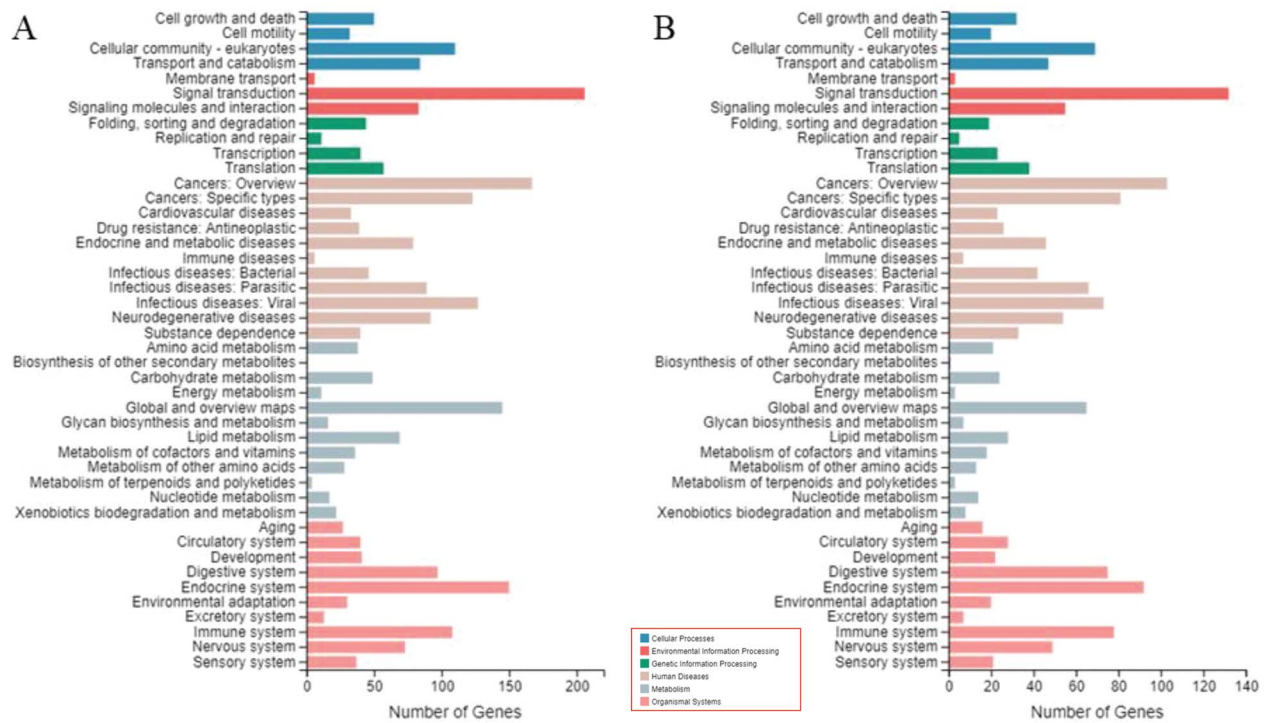 A
Cell growth and death
Cell motility
Cellular community - eukaryotes
Transport and catabolism
Membrane transport
Signal transduction
Signaling molecules and interaction
Folding, sorting and degradation
Replication and repair
Transcription
Translation
Cancers: Overview
Cancers: Specific types
Cardiovascular diseases
Drug resistance: Antineoplastic
Endocrine and metabolic diseases
Immune diseases
Infectious diseases: Bacterial
Infectious diseases: Parasitic
Infectious diseases: Viral
Neurodegenerative diseases
Substance dependence
Amino acid metabolism
Biosynthesis of other secondary metabolites
Carbohydrate metabolism
Energy metabolism
Global and overview maps
Glycan biosynthesis and metabolism
Lipid metabolism
Metabolism of cofactors and vitamins
Metabolism of other amino acids
Metabolism of terpenoids and polyketides
Nucleotide metabolism
Xenobiotics biodegradation and metabolism
Aging
Circulatory system
Development
Digestive system
Endocrine system
Environmental adaptation
Excretory system
Immune system
Nervous system
Sensory system
0 50 100 150 200
Number of Genes
B
Cell growth and death
Cell motility
Cellular community - eukaryotes
Transport and catabolism
Membrane transport
Signal transduction
Signaling molecules and interaction
Folding, sorting and degradation
Replication and repair
Transcription
Translation
Cancers: Overview
Cancers: Specific types
Cardiovascular diseases
Drug resistance: Antineoplastic
Endocrine and metabolic diseases
Immune diseases
Infectious diseases: Bacterial
Infectious diseases: Parasitic
Infectious diseases: Viral
Neurodegenerative diseases
Substance dependence
Amino acid metabolism
Biosynthesis of other secondary metabolites
Carbohydrate metabolism
Energy metabolism
Global and overview maps
Glycan biosynthesis and metabolism
Lipid metabolism
Metabolism of cofactors and vitamins
Metabolism of other amino acids
Metabolism of terpenoids and polyketides
Nucleotide metabolism
Xenobiotics biodegradation and metabolism
Aging
Circulatory system
Development
Digestive system
Endocrine system
Environmental adaptation
Excretory system
Immune system
Nervous system
Sensory system
0 20 40 60 80 100 120 140
Number of Genes
Cellular Processes
Environmental Information Processing
Genetic Information Processing
Human Diseases
Metabolism
Organismal Systems